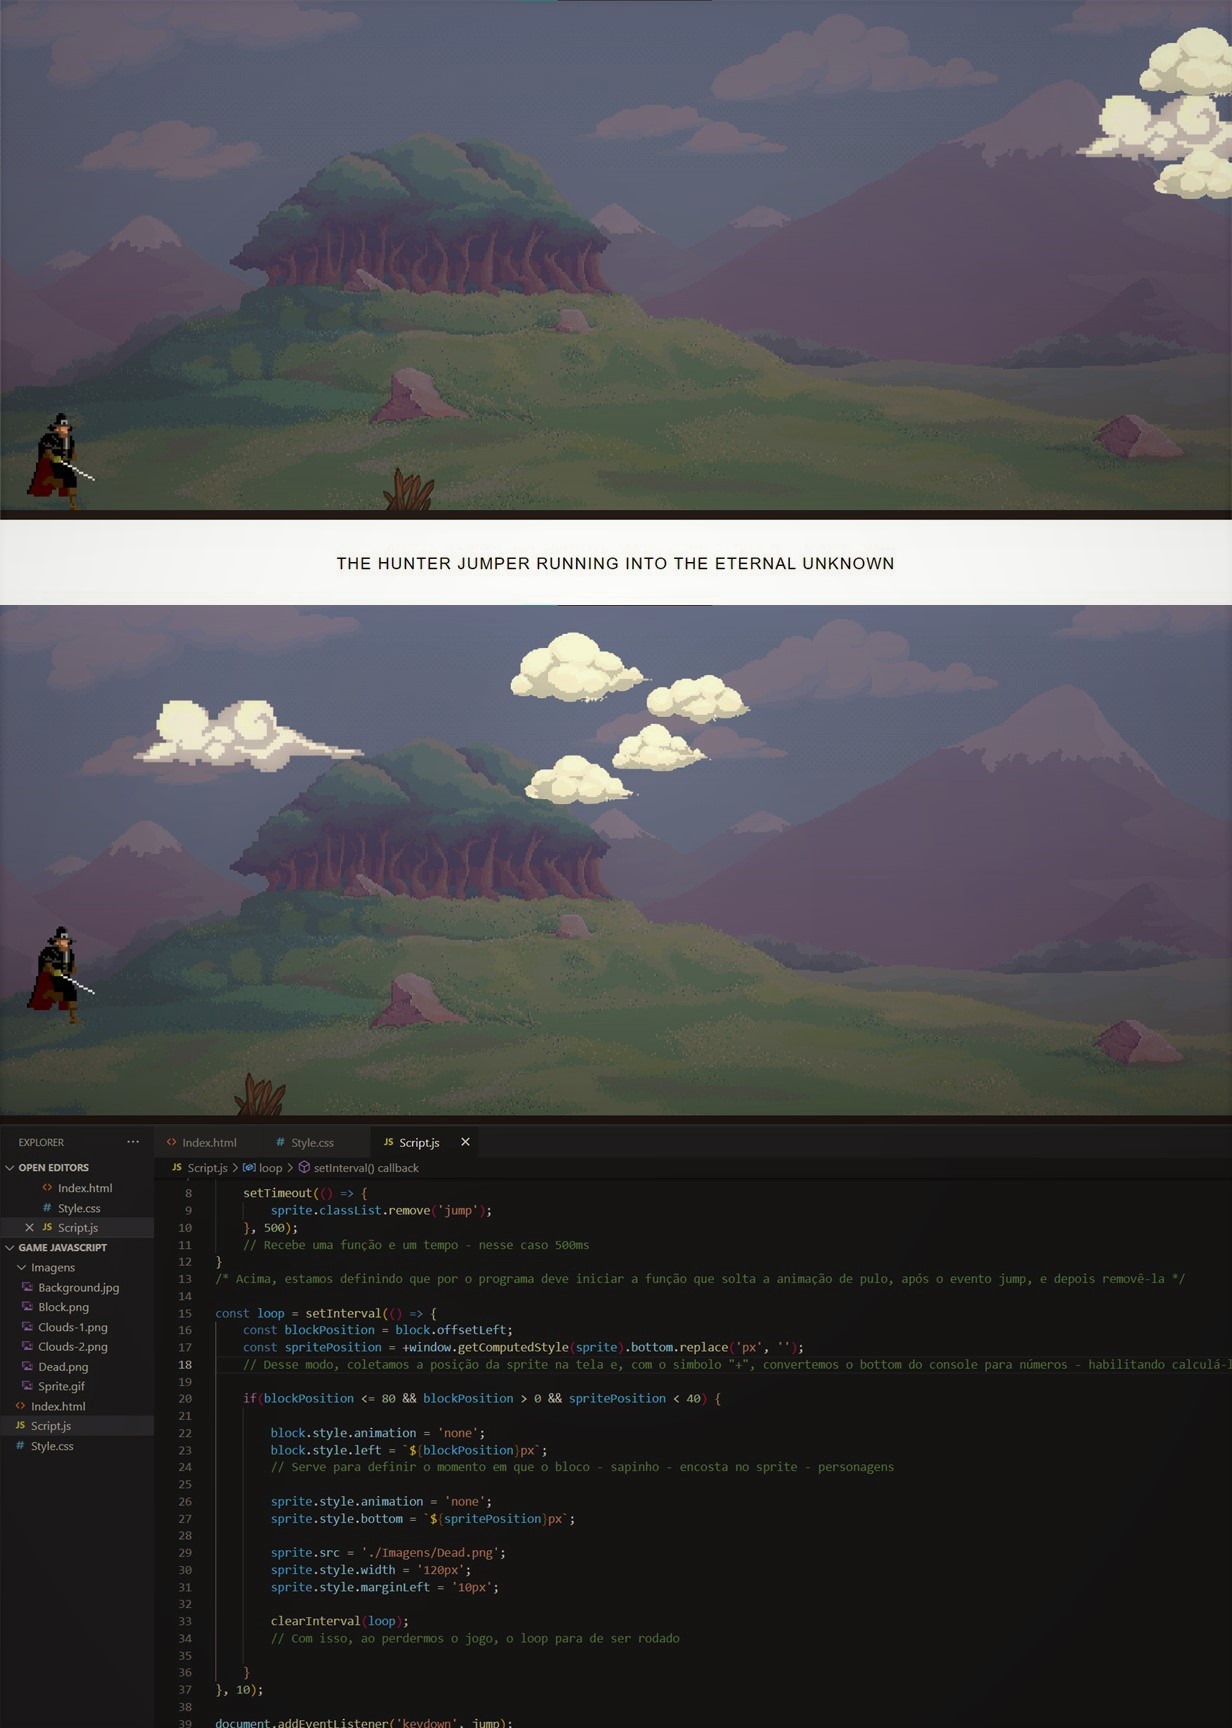 THE HUNTER JUMPER RUNNING INTO THE ETERNAL UNKNOWN
EXPLORER ...
OPEN EDITORS
Index.html
Style.css
JS Script.js
GAME JAVASCRIPT
Imagens
Background.jpg
Block.png
Clouds-1.png
Clouds-2.png
Dead.png
Sprite.gif
<> Index.html
JS Script.js
# Style.css
<> Index.html # Style.css JS Script.js
JS Script.js > loop > setInterval() callback
8 setTimeout(() => {
9 sprite.classList.remove('jump');
10 }, 500);
11 // Recebe uma função e um tempo - nesse caso 500ms
12 }
13 /* Acima, estamos definindo que por o programa deve iniciar a função que solta a animação de pulo, após o evento jump, e depois removê-la */
14
15 const loop = setInterval(() => {
16 const blockPosition = block.offsetLeft;
17 const spritePosition = +window.getComputedStyle(sprite).bottom.replace('px', '');
18 // Desse modo, coletamos a posição da sprite na tela e, com o simbolo "+", convertemos o bottom do console para números - habilitando calculá-l
19
20 if(blockPosition <= 80 && blockPosition > 0 && spritePosition < 40) {
21
22 block.style.animation = 'none';
23 block.style.left = `${blockPosition}px`;
24 // Serve para definir o momento em que o bloco - sapinho - encosta no sprite - personagens
25
26 sprite.style.animation = 'none';
27 sprite.style.bottom = `${spritePosition}px`;
28
29 sprite.src = './Imagens/Dead.png';
30 sprite.style.width = '120px';
31 sprite.style.marginLeft = '10px';
32
33 clearInterval(loop);
34 // Com isso, ao perdermos o jogo, o loop para de ser rodado
35
36 }
37 }, 10);
38
39 document.addEventListener('keydown', jump);